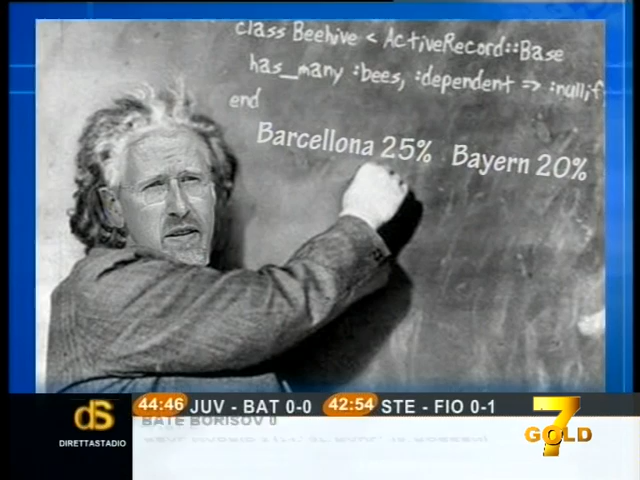 class Beehive < ActiveRecord::Base
has_many :bees, :dependent => :nullify
end
Barcellona 25% Bayern 20%
44:46 JUV - BAT 0-0 42:54 STE - FIO 0-1
BATE BORISOV 0
dS
DIRETTASTADIO
7
GOLD